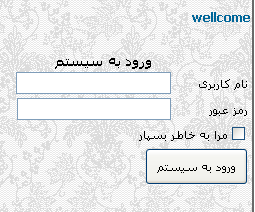 wellcome
ورود به سیستم
نام کاربری
رمز عبور
مرا به خاطر بسپار
ورود به سیستم